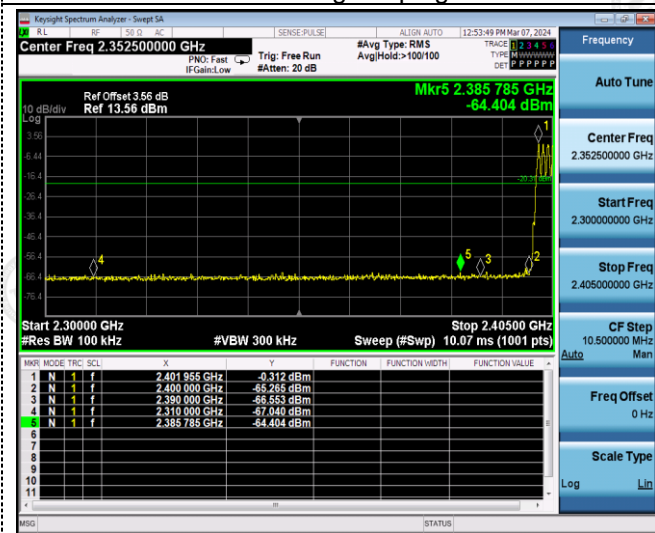 Keysight Spectrum Analyzer - Swept SA
RL RF 50 Ω AC SENSE:PULSE ALIGN AUTO 12:53:49 PM Mar 07, 2024
Center Freq 2.352500000 GHz
PNO: Fast
IFGain:Low
Trig: Free Run
#Atten: 20 dB
#Avg Type: RMS
Avg|Hold:>100/100
TRACE 1 2 3 4 5 6
TYPE M W W W W W
DET P P P P P P
Frequency
Mkr5 2.385 785 GHz
-64.404 dBm
Ref Offset 3.56 dB
10 dB/div Ref 13.56 dBm
Log
3.56
-6.44
-16.4
-26.4
-36.4
-46.4
-56.4
-66.4
-76.4
1
2
3
4
5
Start 2.30000 GHz Stop 2.40500 GHz
#Res BW 100 kHz #VBW 300 kHz Sweep (#Swp) 10.07 ms (1001 pts)
MKR MODE TRC SCL X Y FUNCTION FUNCTION WIDTH FUNCTION VALUE
1 N 1 f 2.401 955 GHz -0.312 dBm
2 N 1 f 2.400 000 GHz -65.265 dBm
3 N 1 f 2.390 000 GHz -66.553 dBm
4 N 1 f 2.310 000 GHz -67.040 dBm
5 N 1 f 2.385 785 GHz -64.404 dBm
6
7
8
9
10
11
MSG STATUS
Auto Tune
Center Freq
2.352500000 GHz
Start Freq
2.300000000 GHz
Stop Freq
2.405000000 GHz
CF Step
10.500000 MHz
Auto Man
Freq Offset
0 Hz
Scale Type
Log Lin